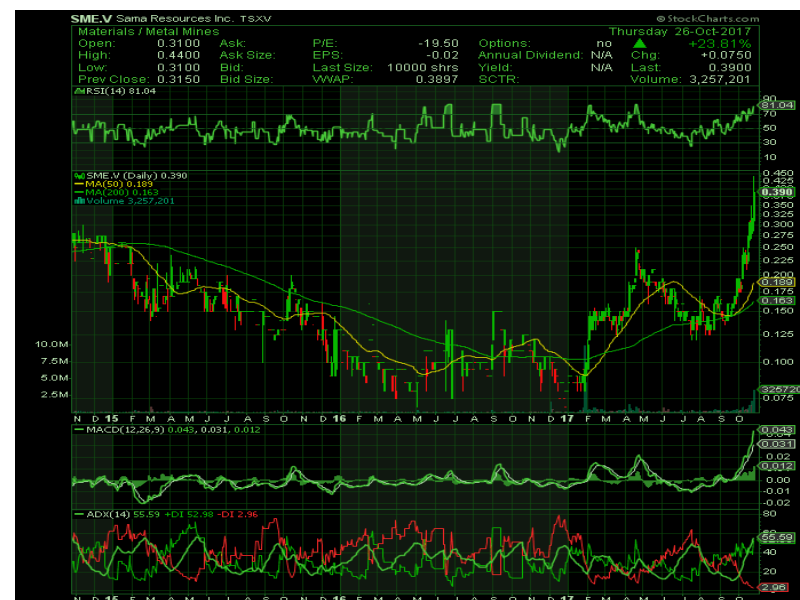 SME.V Sama Resources Inc. TSXV @StockCharts.com
Materials / Metal Mines Thursday 26-Oct-2017
Open: 0.3100 Ask: P/E: -19.50 Options: no +23.81%
High: 0.4400 Ask Size: EPS: -0.02 Annual Dividend: N/A Chg: +0.0750
Low: 0.3100 Bid: Last Size: 10000 shrs Yield: N/A Last: 0.3900
Prev Close: 0.3150 Bid Size: VWAP: 0.3897 SCTR: Volume: 3,257,201
RSI(14) 81.04
90
81.04
70
50
30
10
SME.V (Daily) 0.390
MA(50) 0.189
MA(200) 0.163
Volume 3,257,201
0.450
0.425
0.390
0.350
0.325
0.300
0.275
0.250
0.225
0.200
0.189
0.175
0.163
0.150
0.125
10.0M
7.5M
0.100
5.0M
2.5M
325720
0.075
N D 15 F M A M J J A S O N D 16 F M A M J J A S O N D 17 F M A M J J A S O
MACD(12,26,9) 0.043, 0.031, 0.012
0.043
0.031
0.02
0.012
0.00
-0.01
-0.02
ADX(14) 55.59 +DI 52.98 -DI 2.96
80
55.59
40
20
2.96
N D 15 F M A M J J A S O N D 16 F M A M J J A S O N D 17 F M A M J J A S O